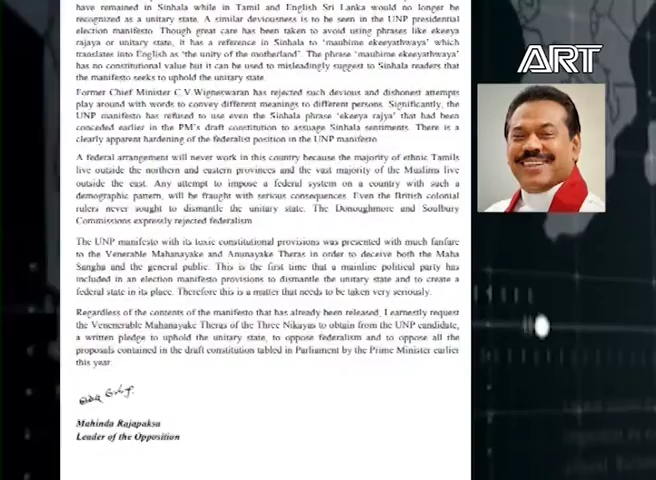 have remained in Sinhala while in Tamil and English Sri Lanka would no longer be
recognized as a unitary state. A similar deviousness is to be seen in the UNP presidential
election manifesto. Though great care has been taken to avoid using phrases like ekeeya
rajaya or unitary state, it has a reference in Sinhala to 'maubime ekeeyathwaya' which
translates into English as 'the unity of the motherland'. The phrase 'maubime ekeeyathwaya'
has no constitutional value but it can be used to misleadingly suggest to Sinhala readers that
the manifesto seeks to uphold the unitary state.
Former Chief Minister C.V.Wigneswaran has rejected such devious and dishonest attempts
play around with words to convey different meanings to different persons. Significantly, the
UNP manifesto has refused to use even the Sinhala phrase 'ekeeya rajya' that had been
conceded earlier in the PM's draft constitution to assuage Sinhala sentiments. There is a
clearly apparent hardening of the federalist position in the UNP manifesto
A federal arrangement will never work in this country because the majority of ethnic Tamils
live outside the northern and eastern provinces and the vast majority of the Muslims live
outside the east. Any attempt to impose a federal system on a country with such a
demographic pattern, will be fraught with serious consequences. Even the British colonial
rulers never sought to dismantle the unitary state. The Donoughmore and Soulbury
Commissions expressly rejected federalism
The UNP manifesto with its toxic constitutional provisions was presented with much fanfare
to the Venerable Mahanayake and Anunayake Theras in order to deceive both the Maha
Sangha and the general public. This is the first time that a mainline political party has
included in an election manifesto provisions to dismantle the unitary state and to create a
federal state in its place. Therefore this is a matter that needs to be taken very seriously.
Regardless of the contents of the manifesto that has already been released, I earnestly request
the Venenerable Mahanayake Theras of the Three Nikayas to obtain from the UNP candidate,
a written pledge to uphold the unitary state, to oppose federalism and to oppose all the
proposals contained in the draft constitution tabled in Parliament by the Prime Minister earlier
this year.
Mahinda Rajapaksa
Leader of the Opposition
ART